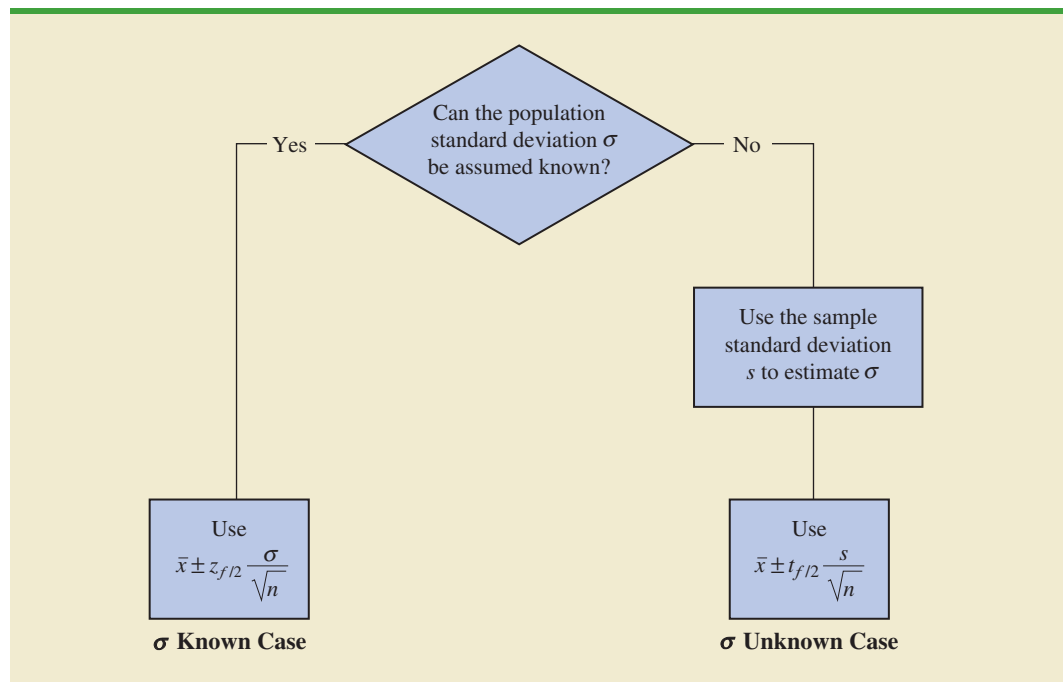 Can the population
standard deviation σ
be assumed known?
Yes
No
Use the sample
standard deviation
s to estimate σ
Use
x̄ ± z_{f/2} σ/√n
σ Known Case
Use
x̄ ± t_{f/2} s/√n
σ Unknown Case